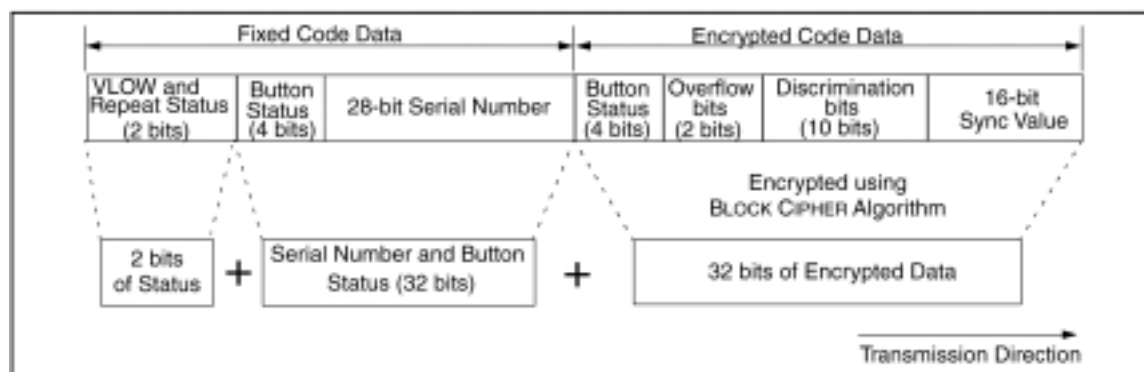 Fixed Code Data
Encrypted Code Data
VLOW and
Repeat Status
(2 bits)
Button
Status
(4 bits)
28-bit Serial Number
Button
Status
(4 bits)
Overflow
bits
(2 bits)
Discrimination
bits
(10 bits)
16-bit
Sync Value
Encrypted using
BLOCK CIPHER Algorithm
2 bits
of Status
+
Serial Number and Button
Status (32 bits)
+
32 bits of Encrypted Data
Transmission Direction